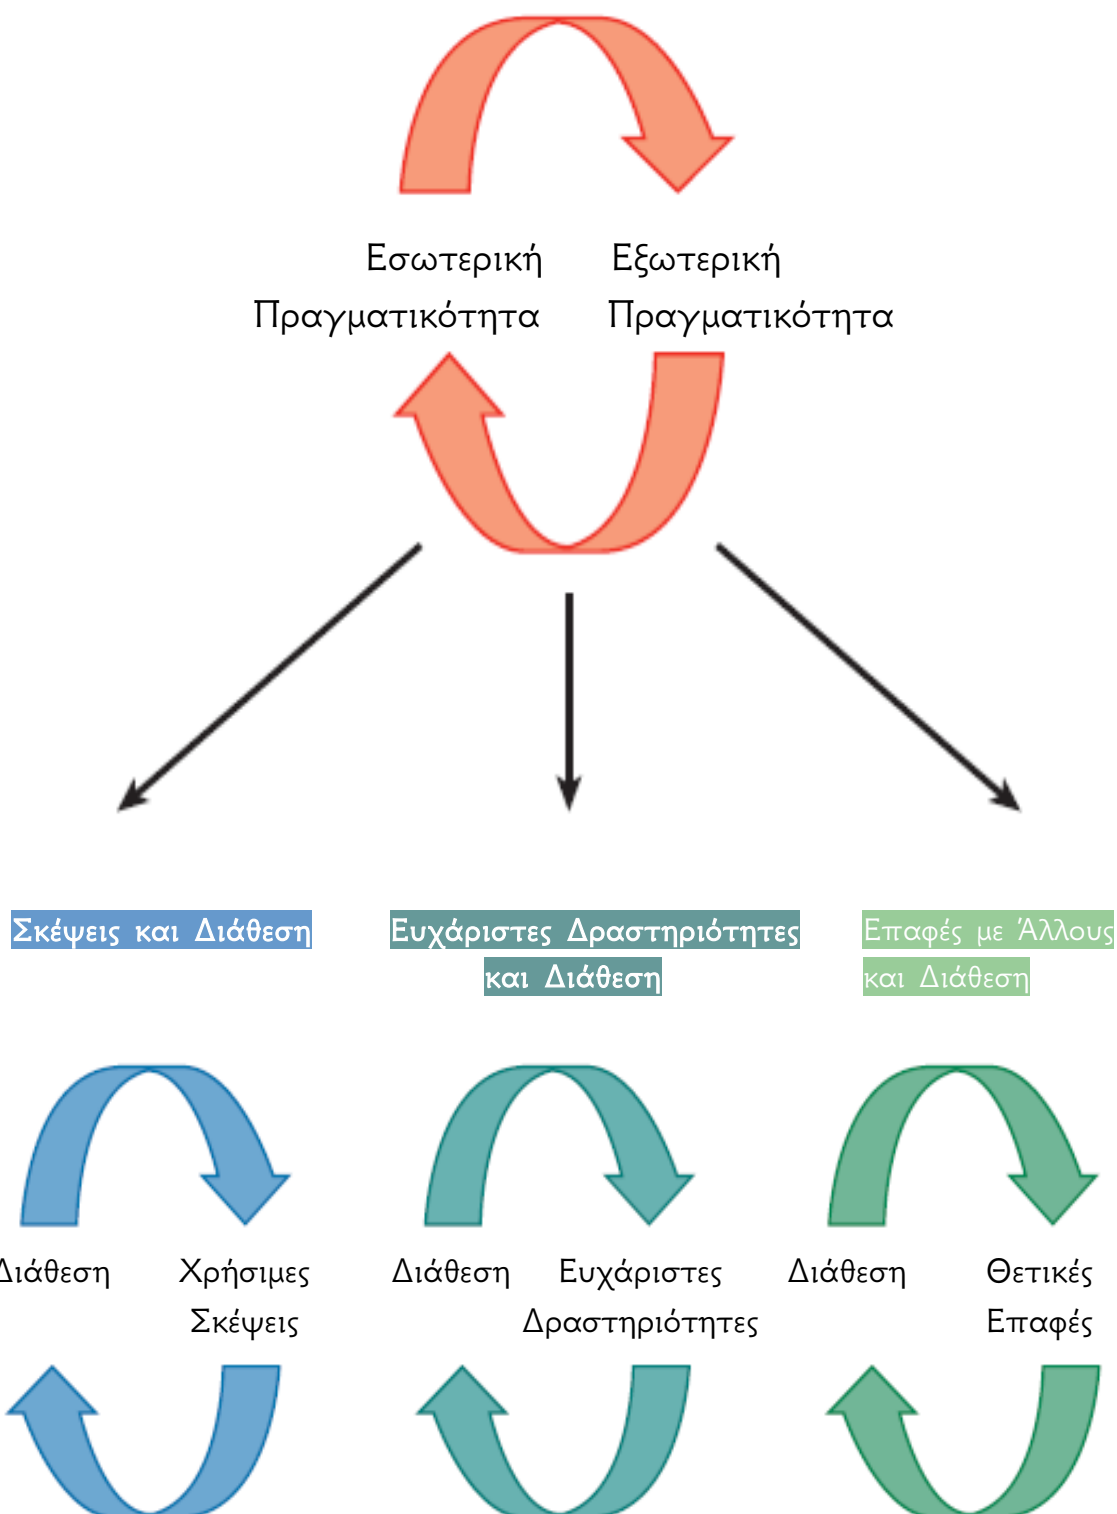 Εσωτερική Εξωτερική
Πραγματικότητα Πραγματικότητα
Σκέψεις και Διάθεση
Ευχάριστες Δραστηριότητες
και Διάθεση
Επαφές με Άλλους
και Διάθεση
Διάθεση Χρήσιμες
Σκέψεις
Διάθεση Ευχάριστες
Δραστηριότητες
Διάθεση Θετικές
Επαφές